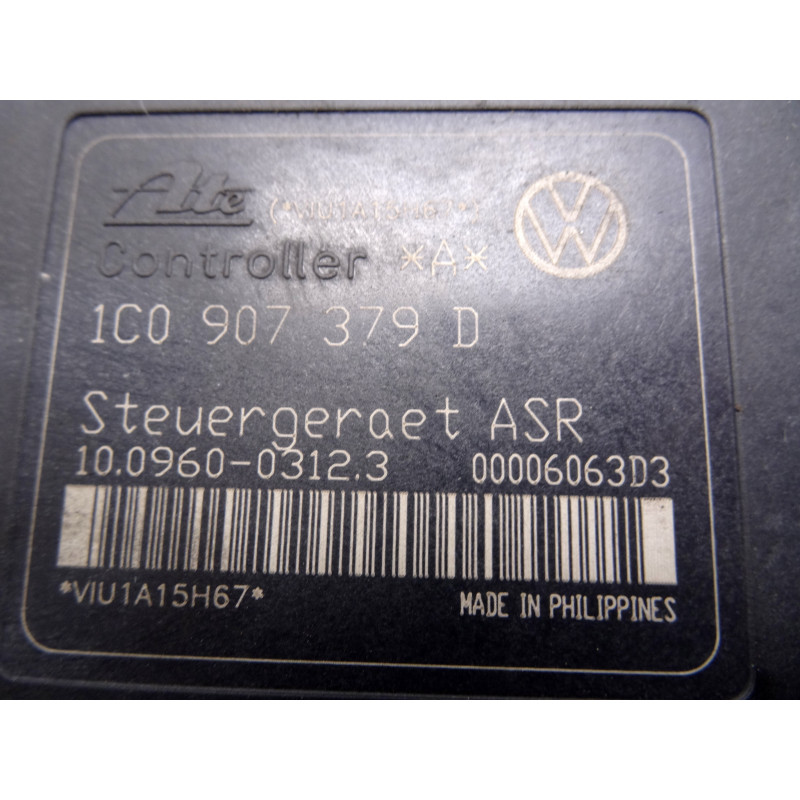 Ate
Controller *A*
1C0 907 379 D
Steuergeraet ASR
10.0960-0312.3 00006063D3
*VIU1A15H67*
MADE IN PHILIPPINES